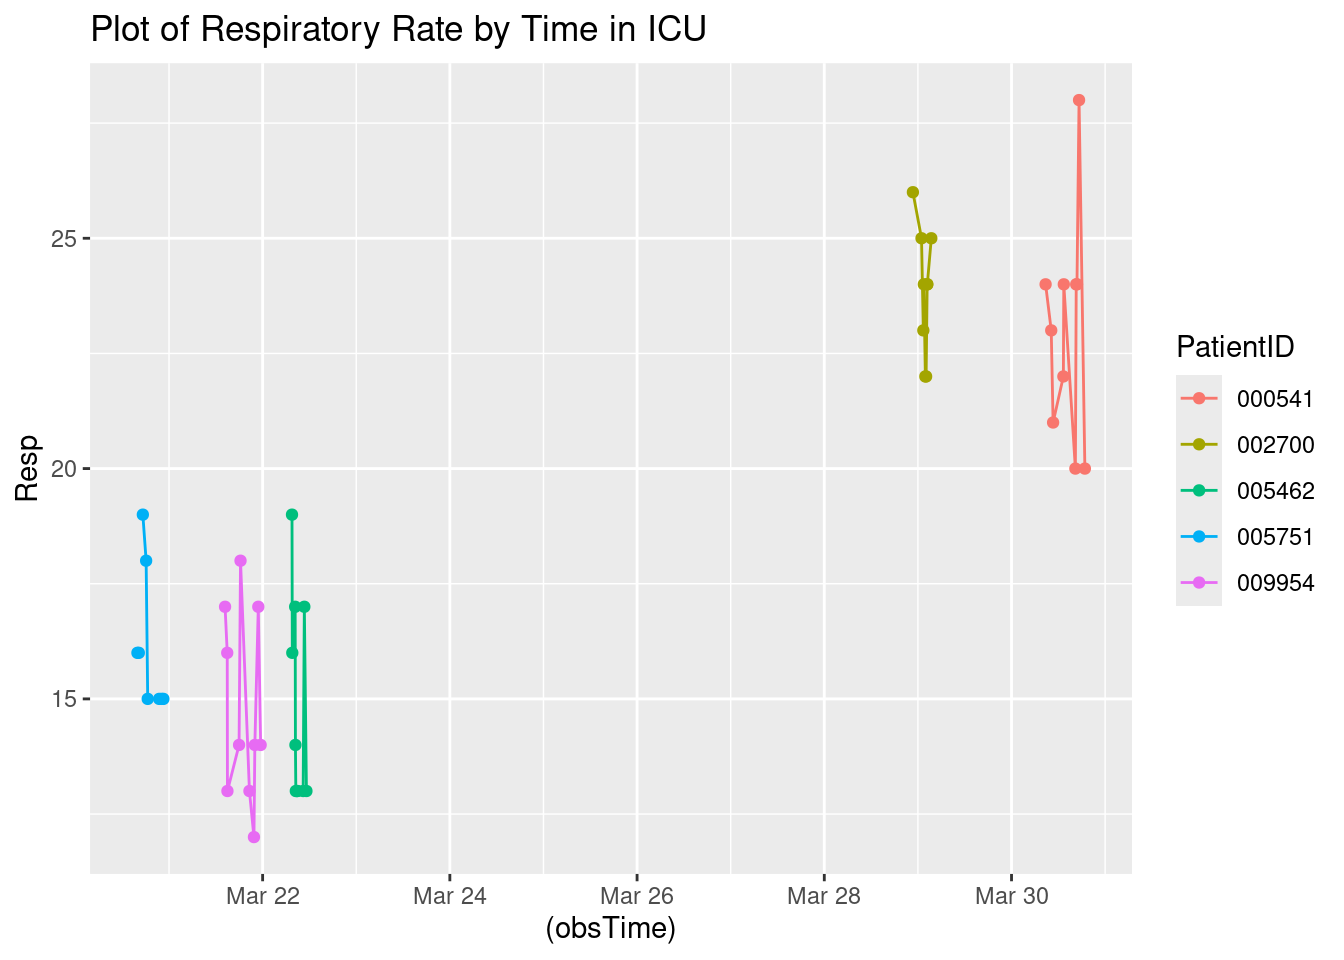 Plot of Respiratory Rate by Time in ICU
Resp
25
20
15
Mar 22
Mar 24
Mar 26
Mar 28
Mar 30
(obsTime)
PatientID
000541
002700
005462
005751
009954